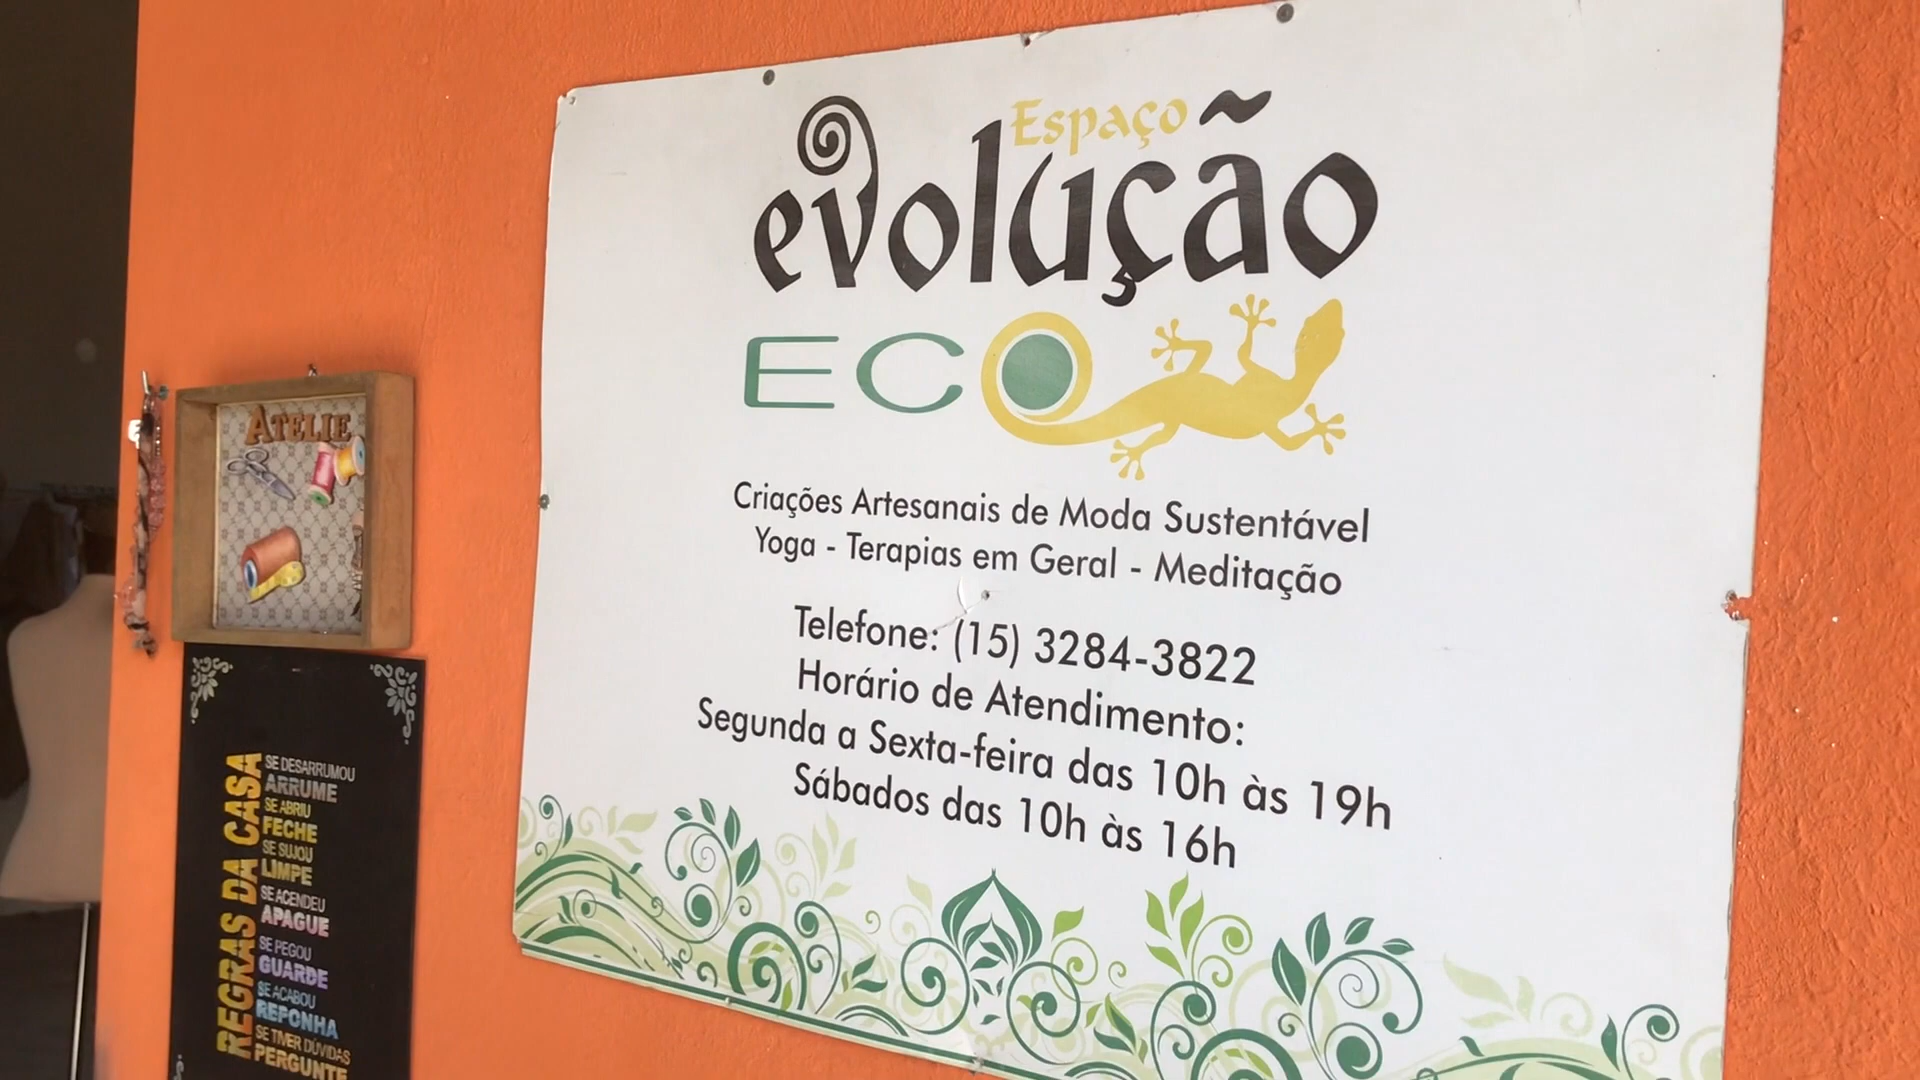 Espaço
evolução
ECO
Criações Artesanais de Moda Sustentável
Yoga - Terapias em Geral - Meditação
Telefone: (15) 3284-3822
Horário de Atendimento:
Segunda a Sexta-feira das 10h às 19h
Sábados das 10h às 16h
ATELIE
REGRAS DA CASA
SE DESARRUMOU
ARRUME
SE ABRIU
FECHE
SE SUJOU
LIMPE
SE ACENDEU
APAGUE
SE PEGOU
GUARDE
SE ACABOU
REPONHA
SE TIVER DÚVIDAS
PERGUNTE